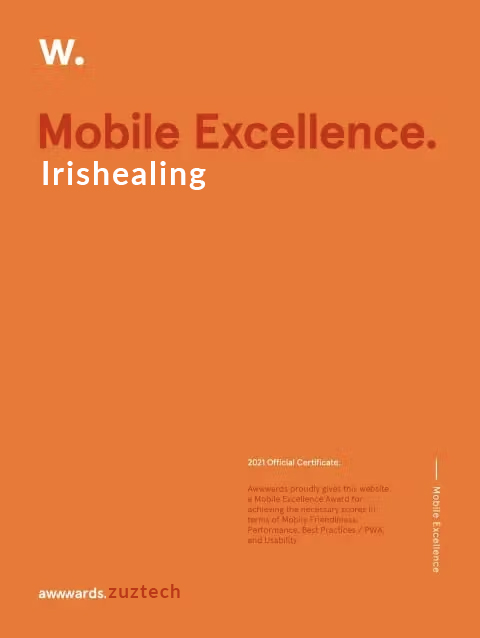 W.
Mobile Excellence.
Irishealing
2021 Official Certificate.
Awwwards proudly gives this website
a Mobile Excellence Award for
achieving the necessary scores in
terms of Mobile Friendliness,
Performance, Best Practices / PWA,
and Usability
Mobile Excellence
awwwards.zuztech